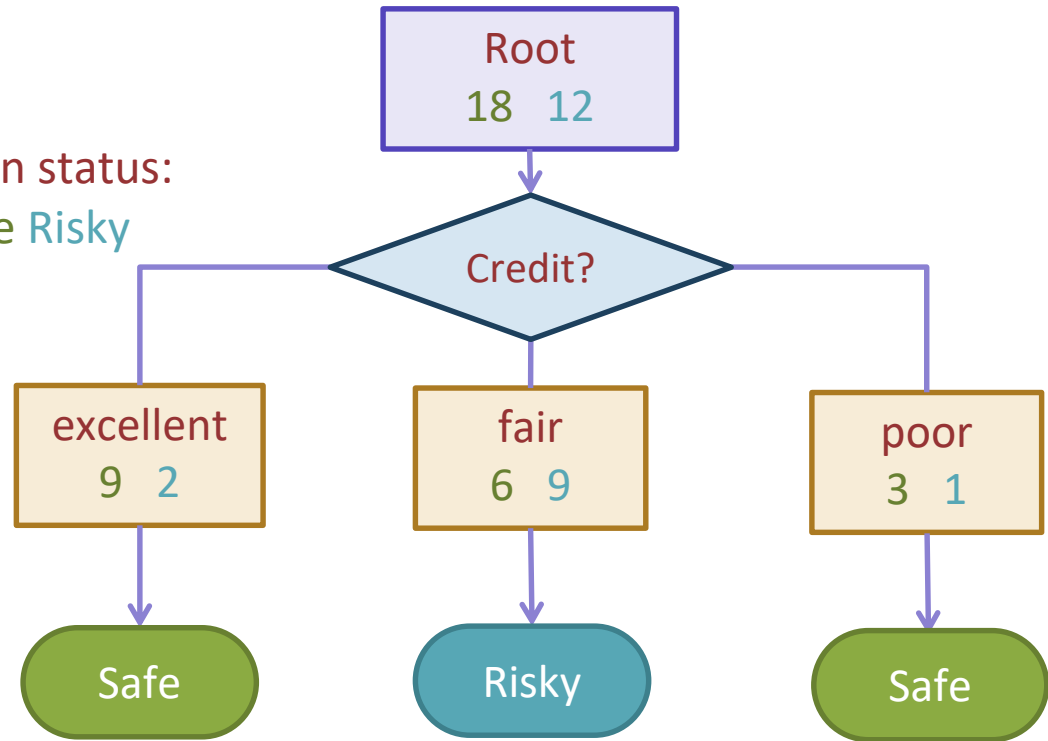 Root
18 12
n status:
e Risky
Credit?
excellent
9 2
fair
6 9
poor
3 1
Safe
Risky
Safe